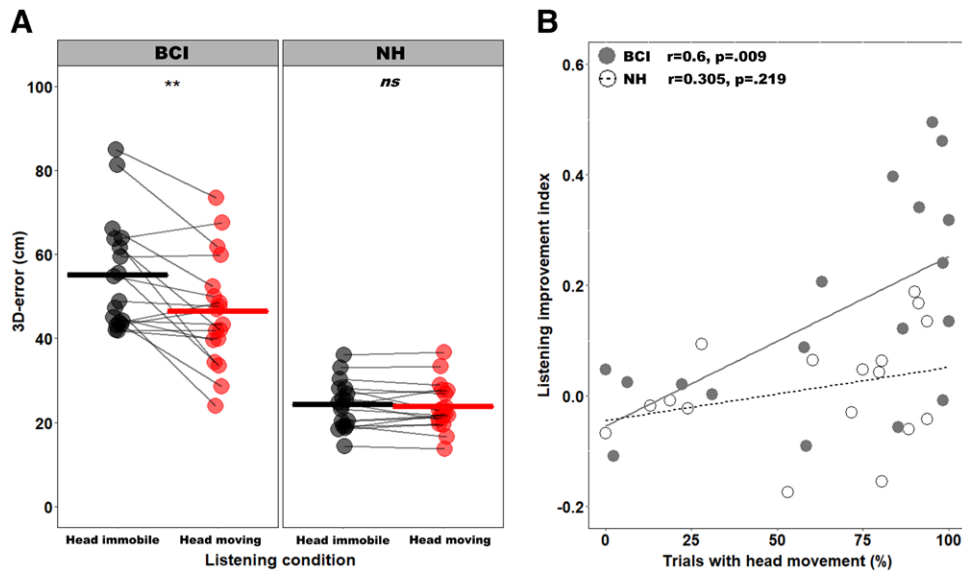 A
BCI
NH
**
ns
100
80
60
40
20
0
3D-error (cm)
Head immobile Head moving
Head immobile Head moving
Listening condition
B
BCI r=0.6, p=.009
NH r=0.305, p=.219
0.6
0.4
0.2
0.0
-0.2
Listening improvement index
0 25 50 75 100
Trials with head movement (%)